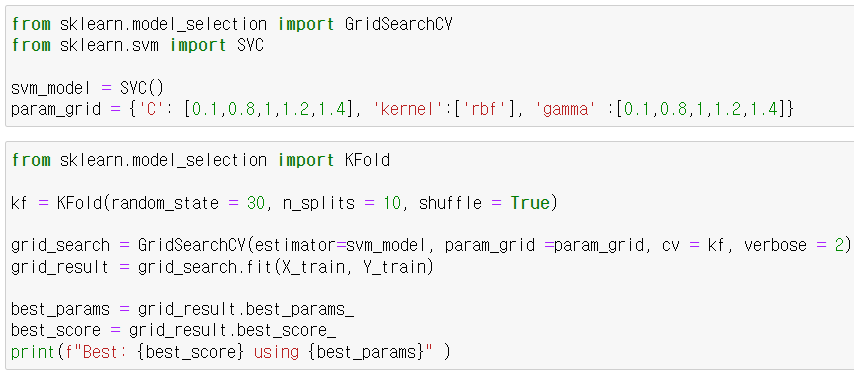 from sklearn.model_selection import GridSearchCV
from sklearn.svm import SVC
svm_model = SVC()
param_grid = {'C': [0.1,0.8,1,1.2,1.4], 'kernel':['rbf'], 'gamma' :[0.1,0.8,1,1.2,1.4]}
from sklearn.model_selection import KFold
kf = KFold(random_state = 30, n_splits = 10, shuffle = True)
grid_search = GridSearchCV(estimator=svm_model, param_grid =param_grid, cv = kf, verbose = 2)
grid_result = grid_search.fit(X_train, Y_train)
best_params = grid_result.best_params_
best_score = grid_result.best_score_
print(f"Best: {best_score} using {best_params}" )